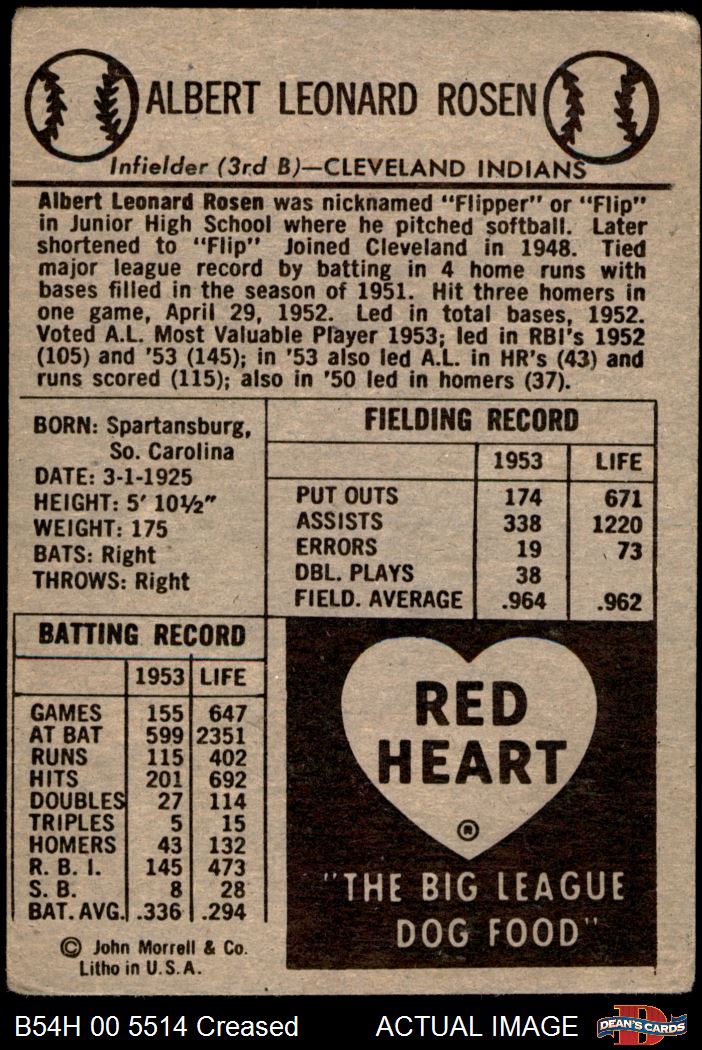 ALBERT LEONARD ROSEN
Infielder (3rd B)—CLEVELAND INDIANS
Albert Leonard Rosen was nicknamed "Flipper" or "Flip"
in Junior High School where he pitched softball. Later
shortened to "Flip" Joined Cleveland in 1948. Tied
major league record by batting in 4 home runs with
bases filled in the season of 1951. Hit three homers in
one game, April 29, 1952. Led in total bases, 1952.
Voted A.L. Most Valuable Player 1953; led in RBI's 1952
(105) and '53 (145); in '53 also led A.L. in HR's (43) and
runs scored (115); also in '50 led in homers (37).
BORN: Spartansburg,
So. Carolina
DATE: 3-1-1925
HEIGHT: 5' 10½"
WEIGHT: 175
BATS: Right
THROWS: Right
FIELDING RECORD
1953 LIFE
PUT OUTS 174 671
ASSISTS 338 1220
ERRORS 19 73
DBL. PLAYS 38
FIELD. AVERAGE .964 .962
BATTING RECORD
1953 LIFE
GAMES 155 647
AT BAT 599 2351
RUNS 115 402
HITS 201 692
DOUBLES 27 114
TRIPLES 5 15
HOMERS 43 132
R. B. I. 145 473
S. B. 8 28
BAT. AVG. .336 .294
© John Morrell & Co.
Litho in U.S.A.
RED
HEART
®
"THE BIG LEAGUE
DOG FOOD"
B54H 00 5514 Creased ACTUAL IMAGE DEAN'S CARDS